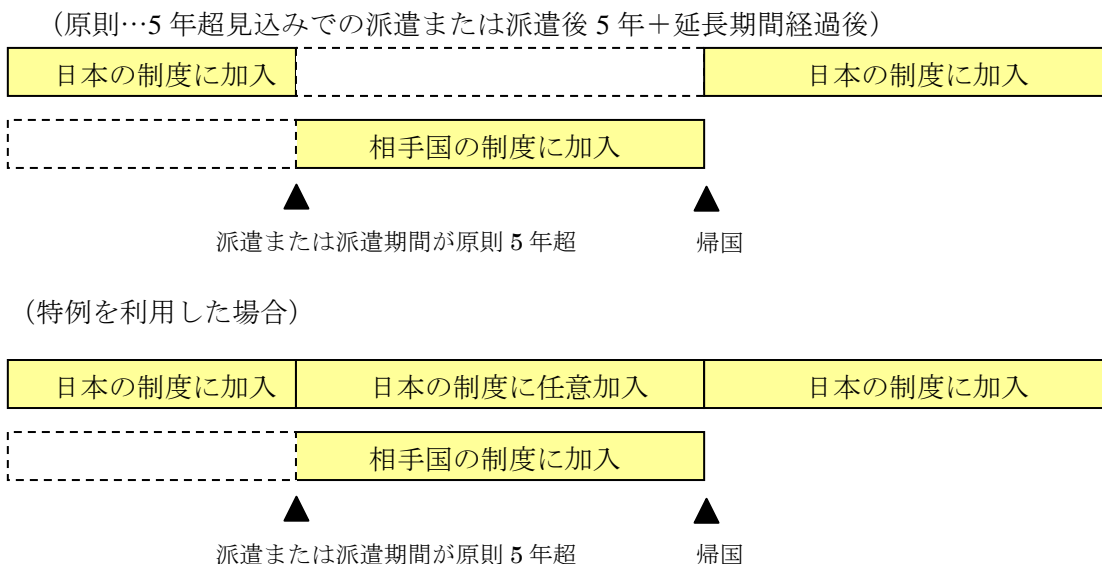 （原則…5 年超見込みでの派遣または派遣後 5 年＋延長期間経過後）
日本の制度に加入 日本の制度に加入
相手国の制度に加入
▲ ▲
派遣または派遣期間が原則 5 年超 帰国
（特例を利用した場合）
日本の制度に加入 日本の制度に任意加入 日本の制度に加入
相手国の制度に加入
▲ ▲
派遣または派遣期間が原則 5 年超 帰国